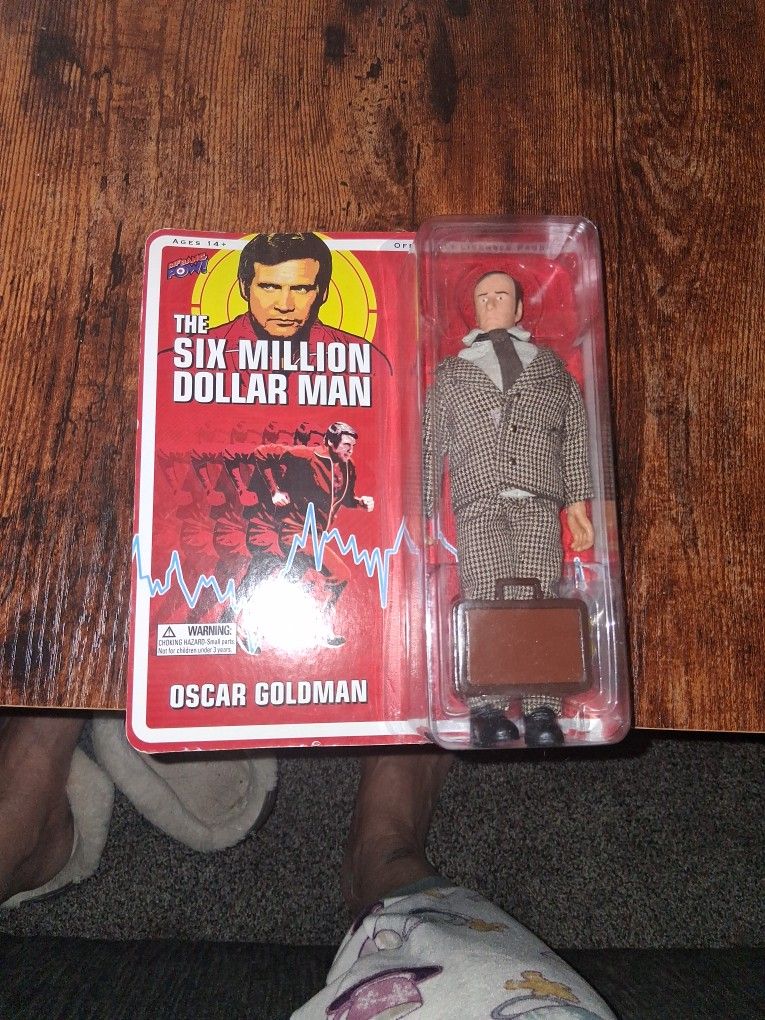 AGES 14+
BIF BANG
POW!
THE
SIX MILLION
DOLLAR MAN
WARNING:
CHOKING HAZARD-Small parts.
Not for children under 3 years.
OSCAR GOLDMAN